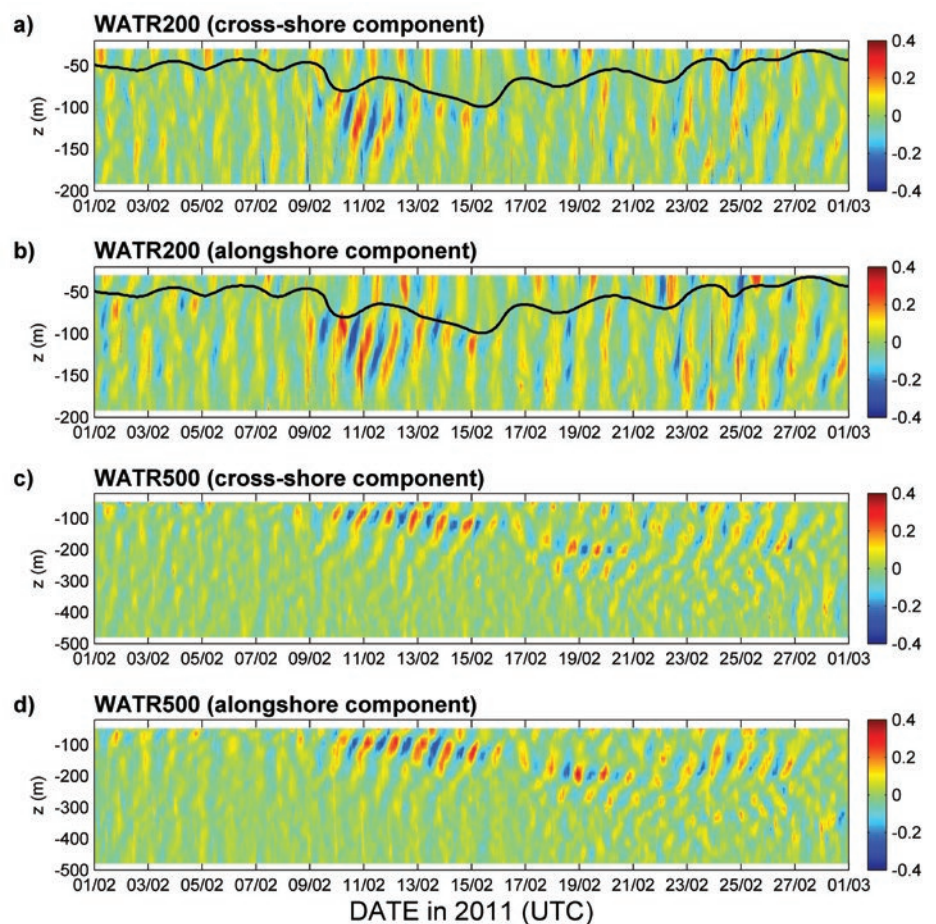 a) WATR200 (cross-shore component)
z (m)
-50
-100
-150
-200
01/02 03/02 05/02 07/02 09/02 11/02 13/02 15/02 17/02 19/02 21/02 23/02 25/02 27/02 01/03
0.4
0.2
0
-0.2
-0.4
b) WATR200 (alongshore component)
z (m)
-50
-100
-150
-200
01/02 03/02 05/02 07/02 09/02 11/02 13/02 15/02 17/02 19/02 21/02 23/02 25/02 27/02 01/03
0.4
0.2
0
-0.2
-0.4
c) WATR500 (cross-shore component)
z (m)
-100
-200
-300
-400
-500
01/02 03/02 05/02 07/02 09/02 11/02 13/02 15/02 17/02 19/02 21/02 23/02 25/02 27/02 01/03
0.4
0.2
0
-0.2
-0.4
d) WATR500 (alongshore component)
z (m)
-100
-200
-300
-400
-500
01/02 03/02 05/02 07/02 09/02 11/02 13/02 15/02 17/02 19/02 21/02 23/02 25/02 27/02 01/03
0.4
0.2
0
-0.2
-0.4
DATE in 2011 (UTC)